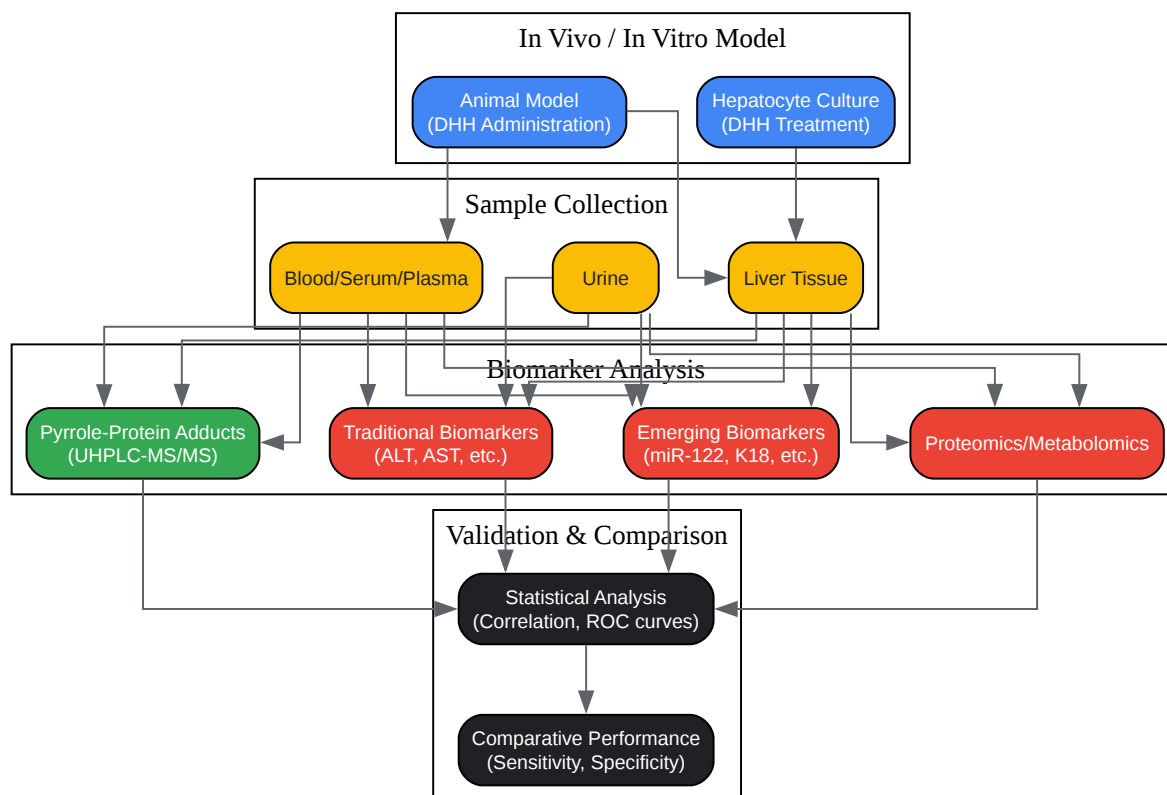 In Vivo / In Vitro Model
Animal Model
(DHH Administration)
Hepatocyte Culture
(DHH Treatment)
Sample Collection
Blood/Serum/Plasma
Urine
Liver Tissue
Biomarker Analysis
Pyrrole-Protein Adducts
(UHPLC-MS/MS)
Traditional Biomarkers
(ALT, AST, etc.)
Emerging Biomarkers
(miR-122, K18, etc.)
Proteomics/Metabolomics
Validation & Comparison
Statistical Analysis
(Correlation, ROC curves)
Comparative Performance
(Sensitivity, Specificity)